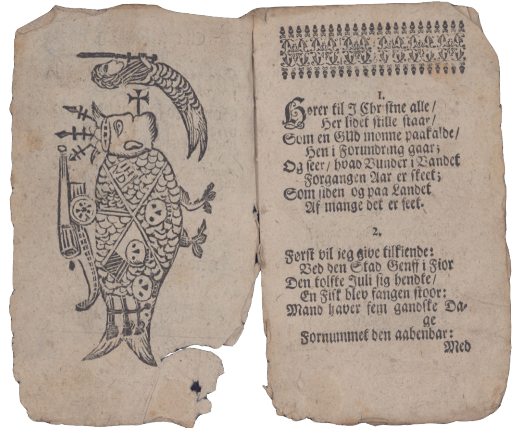 1.
Hører til J Christne alle/
Her lidet stille staar/
Som en GUd monne paakalde/
Hen i Forundring gaar;
Og seer/ hvad Vunder i Vandet
Forgangen Aar er skeet;
Som siden og paa Landet
Af mange det er seet.
2.
Først vil jeg give tilkiende:
Ved den Stad Genff i Fior
Den tolfte Juli sig hendte/
En Fisk blev fangen stoor:
Mand haver fem gandske Da-
ge
Fornummet den aabenbar:
Med